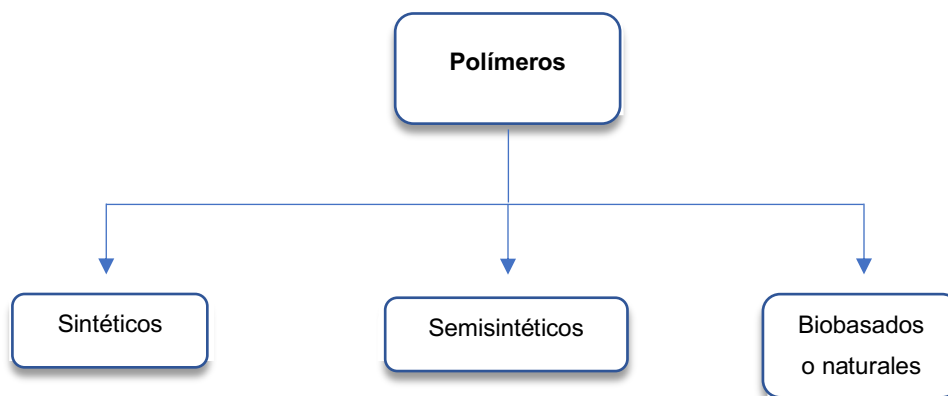 Polímeros
Sintéticos
Semisintéticos
Biobasados
o naturales